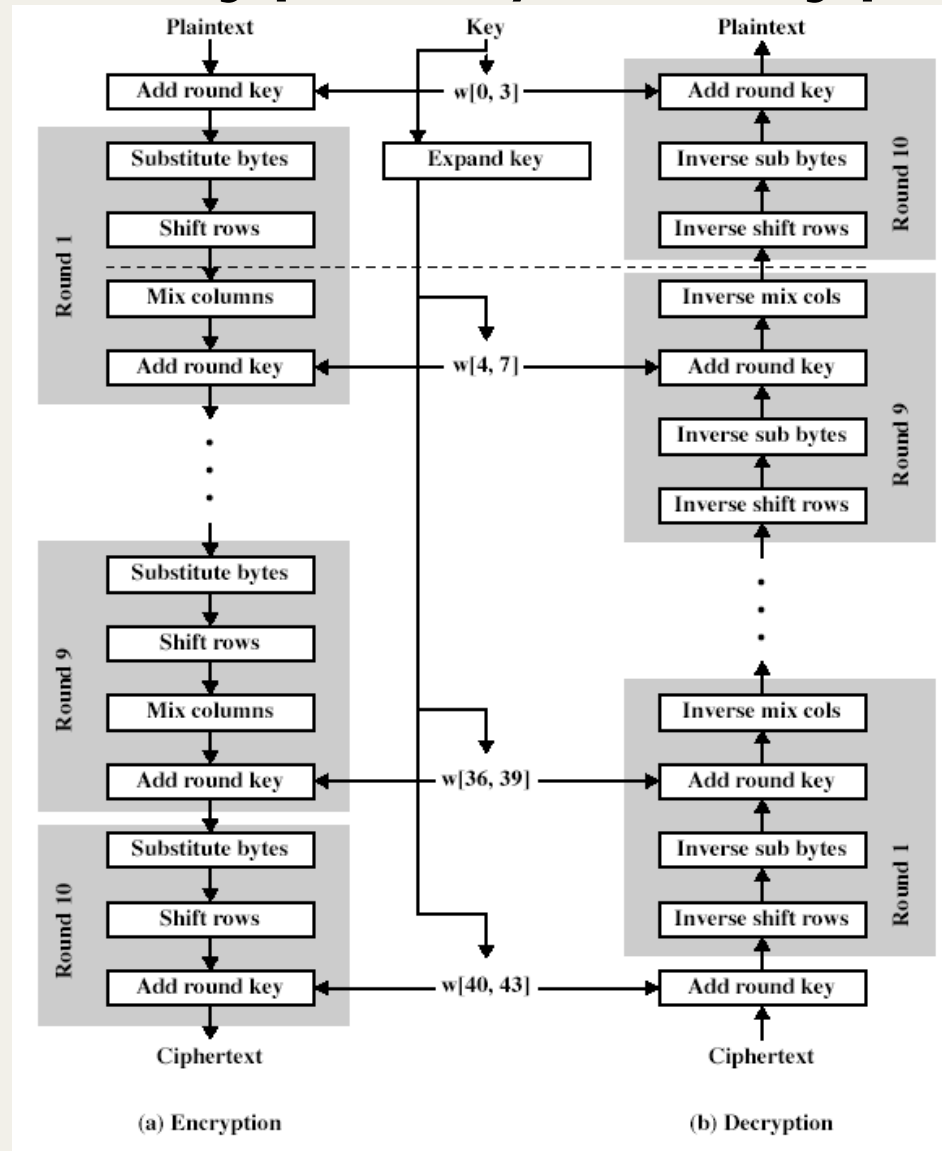 Plaintext
Add round key
Round 1
Substitute bytes
Shift rows
Mix columns
Add round key
Round 9
Substitute bytes
Shift rows
Mix columns
Add round key
Round 10
Substitute bytes
Shift rows
Add round key
Ciphertext
(a) Encryption
Key
w[0, 3]
Expand key
w[4, 7]
w[36, 39]
w[40, 43]
Plaintext
Add round key
Inverse sub bytes
Inverse shift rows
Round 10
Inverse mix cols
Add round key
Inverse sub bytes
Inverse shift rows
Round 9
Inverse mix cols
Add round key
Inverse sub bytes
Inverse shift rows
Round 1
Add round key
Ciphertext
(b) Decryption